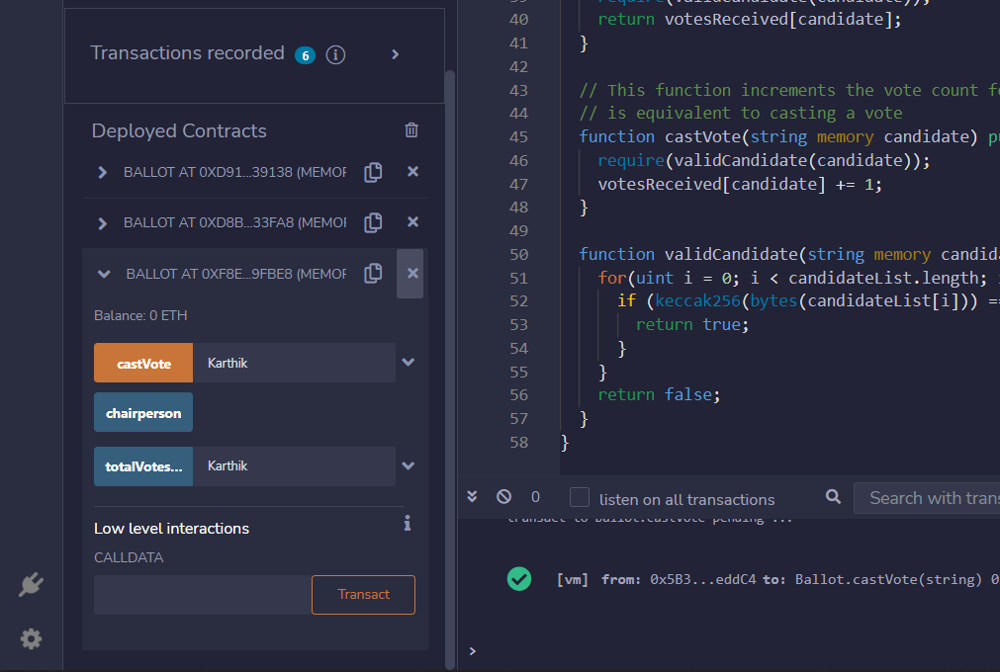 Transactions recorded 6 i
Deployed Contracts
BALLOT AT 0XD91...39138 (MEMOR
BALLOT AT 0XD8B...33FA8 (MEMOR
BALLOT AT 0XF8E...9FBE8 (MEMOR
Balance: 0 ETH
castVote Karthik
chairperson
totalVotes... Karthik
Low level interactions i
CALLDATA
Transact
39 require(validCandidate(candidate));
40 return votesReceived[candidate];
41 }
42
43 // This function increments the vote count fo
44 // is equivalent to casting a vote
45 function castVote(string memory candidate) pu
46 require(validCandidate(candidate));
47 votesReceived[candidate] += 1;
48 }
49
50 function validCandidate(string memory candida
51 for(uint i = 0; i < candidateList.length; i
52 if (keccak256(bytes(candidateList[i])) ==
53 return true;
54 }
55 }
56 return false;
57 }
58 }
0 listen on all transactions Search with trans
transact to Ballot.castVote pending ...
[vm] from: 0x5B3...eddC4 to: Ballot.castVote(string) 0
>